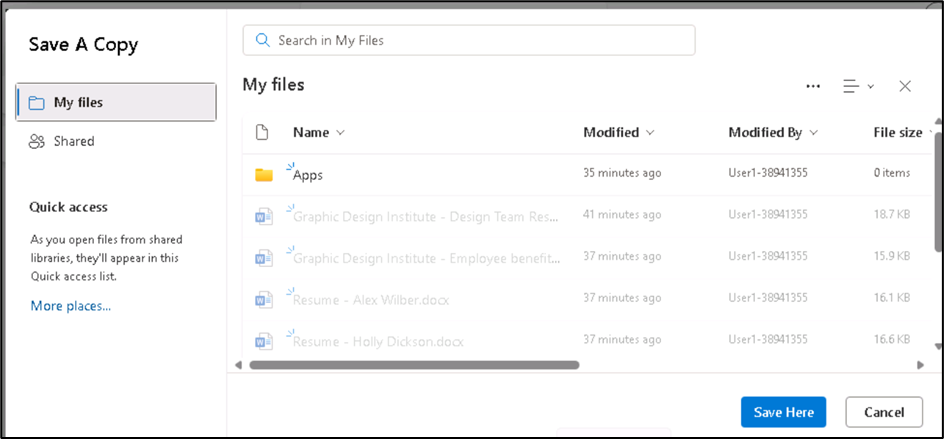 Save A Copy
My files
Shared
Quick access
As you open files from shared
libraries, they'll appear in this
Quick access list.
More places...
Search in My Files
My files
Name Modified Modified By File size
Apps 35 minutes ago User1-38941355 0 items
Graphic Design Institute - Design Team Res... 41 minutes ago User1-38941355 18.7 KB
Graphic Design Institute - Employee benefit... 37 minutes ago User1-38941355 15.9 KB
Resume - Alex Wilber.docx 37 minutes ago User1-38941355 16.1 KB
Resume - Holly Dickson.docx 37 minutes ago User1-38941355 16.6 KB
Save Here Cancel